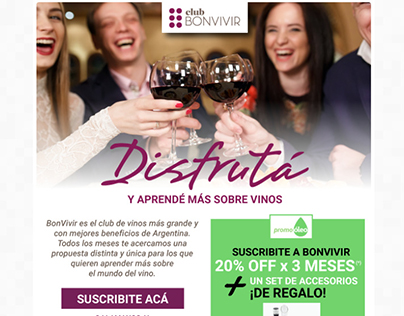 club
BONVIVIR
Disfrutá
Y APRENDÉ MÁS SOBRE VINOS
BonVivir es el club de vinos más grande y
con mejores beneficios de Argentina.
Todos los meses te acercamos una
propuesta distinta y única para los que
quieren aprender más sobre
el mundo del vino.
SUSCRIBITE ACÁ
promo óleo
SUSCRIBITE A BONVIVIR
20% OFF x 3 MESES(*)
+ UN SET DE ACCESORIOS
¡DE REGALO!